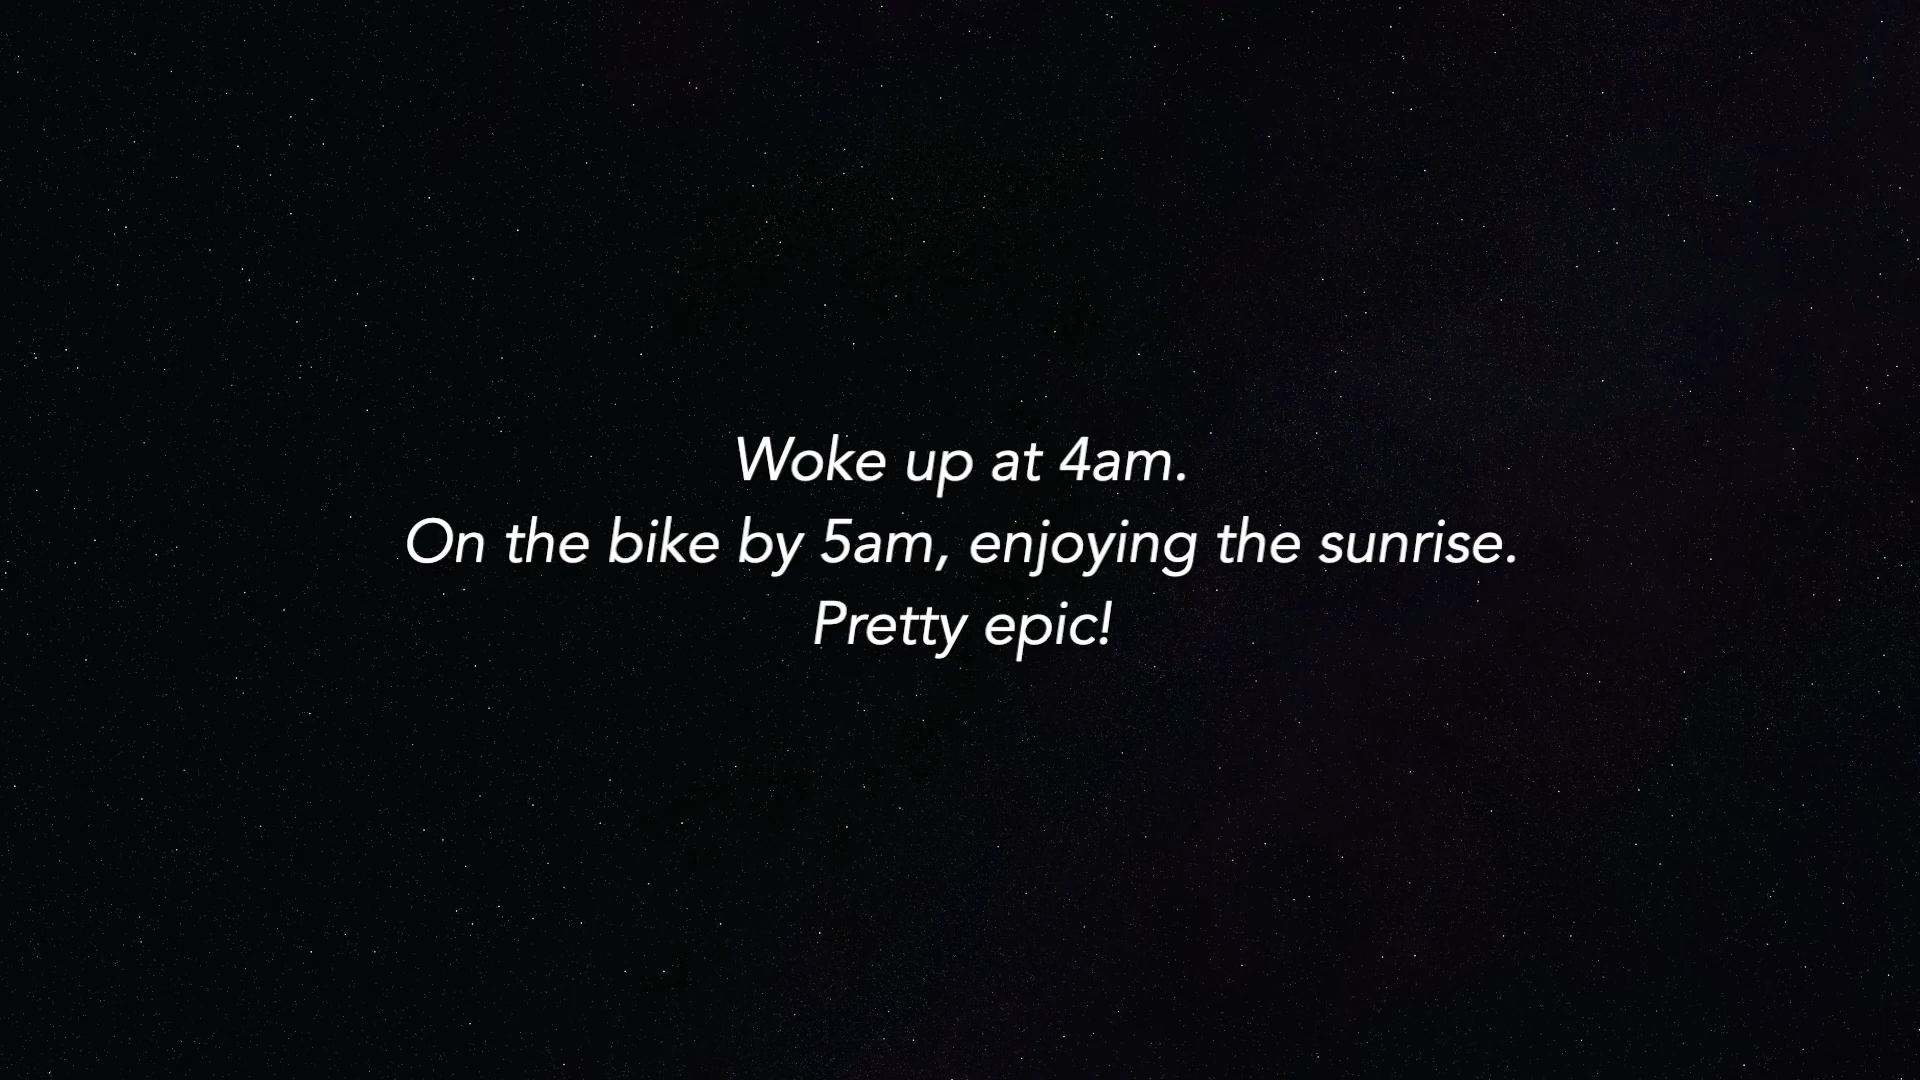 Woke up at 4am.
On the bike by 5am, enjoying the sunrise.
Pretty epic!